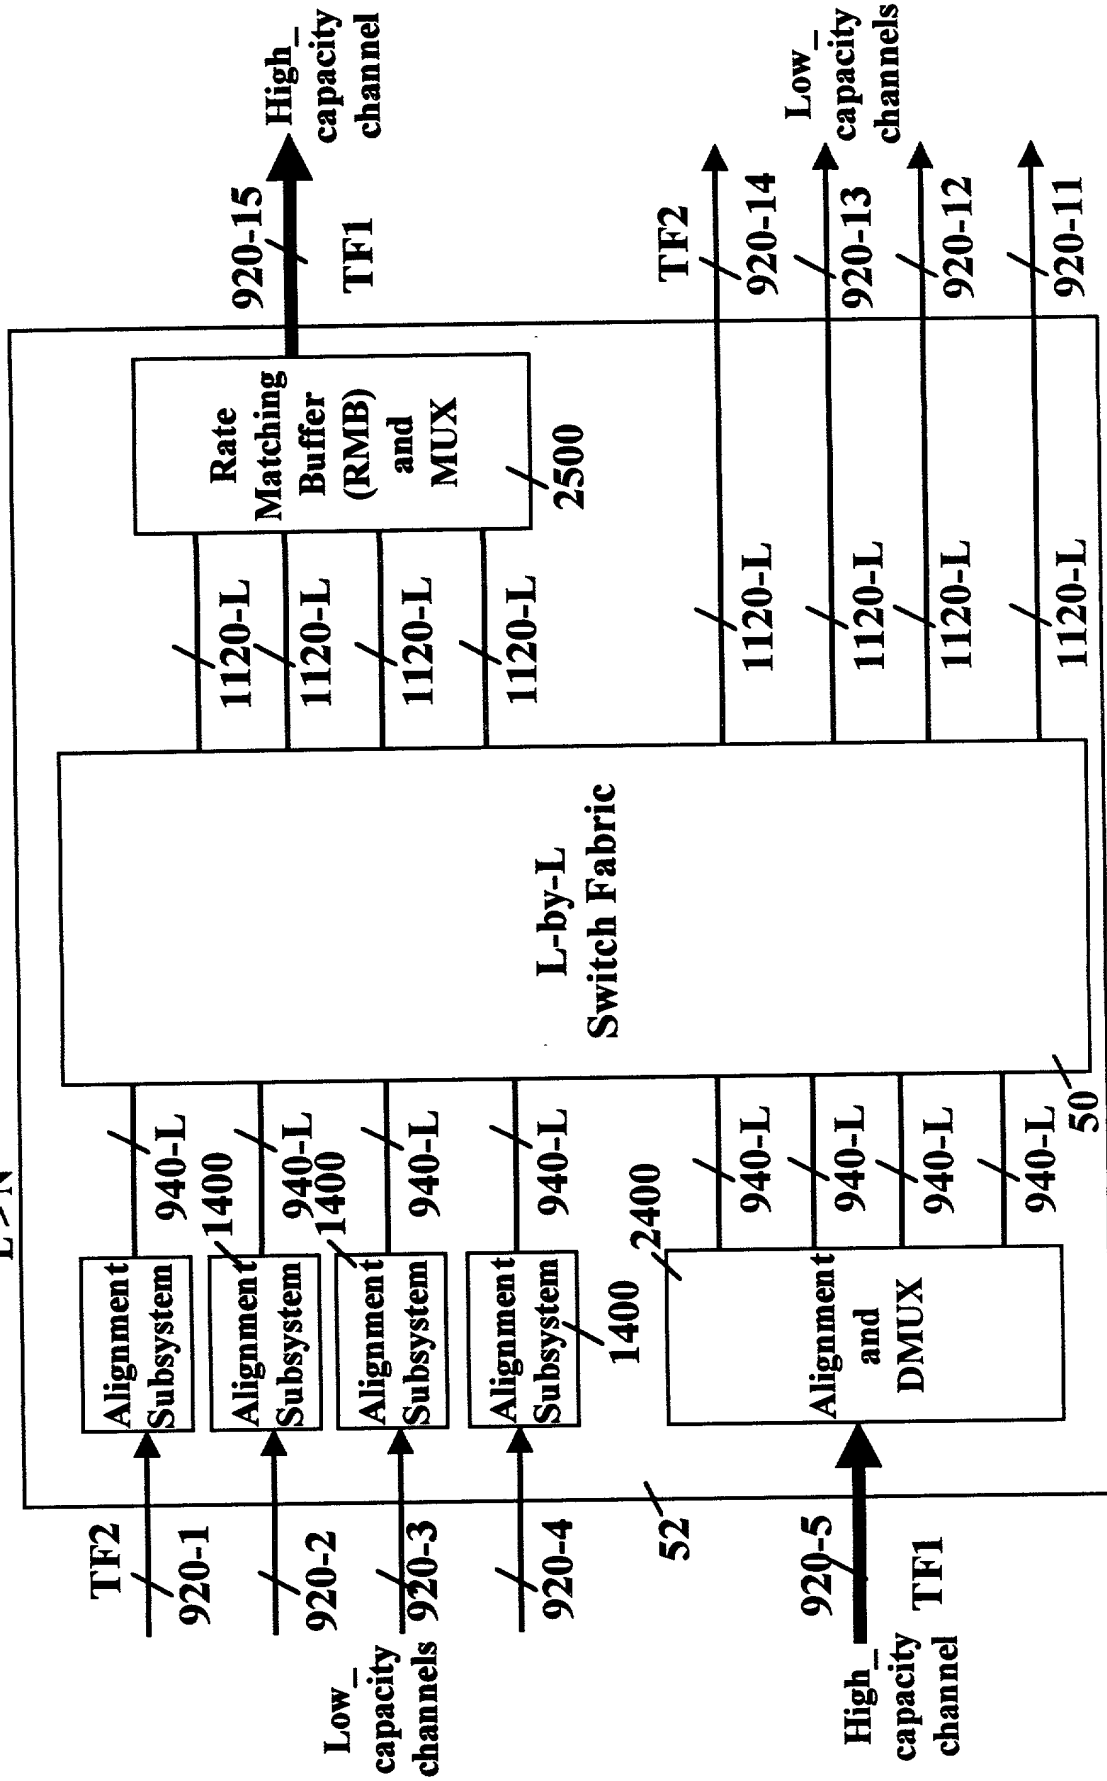 L > N
TF2
920-1
920-2
Low_
capacity
channels
920-3
920-4
High_
capacity
channel
920-5
TF1
52
Alignment
Subsystem
Alignment
Subsystem
1400
Alignment
Subsystem
1400
Alignment
Subsystem
1400
Alignment
and
DMUX
2400
940-L
940-L
940-L
940-L
940-L
940-L
940-L
940-L
L-by-L
Switch Fabric
50
1120-L
1120-L
1120-L
1120-L
1120-L
1120-L
1120-L
1120-L
Rate
Matching
Buffer
(RMB)
and
MUX
2500
920-15
TF1
High_
capacity
channel
TF2
920-14
Low_
capacity
channels
920-13
920-12
920-11